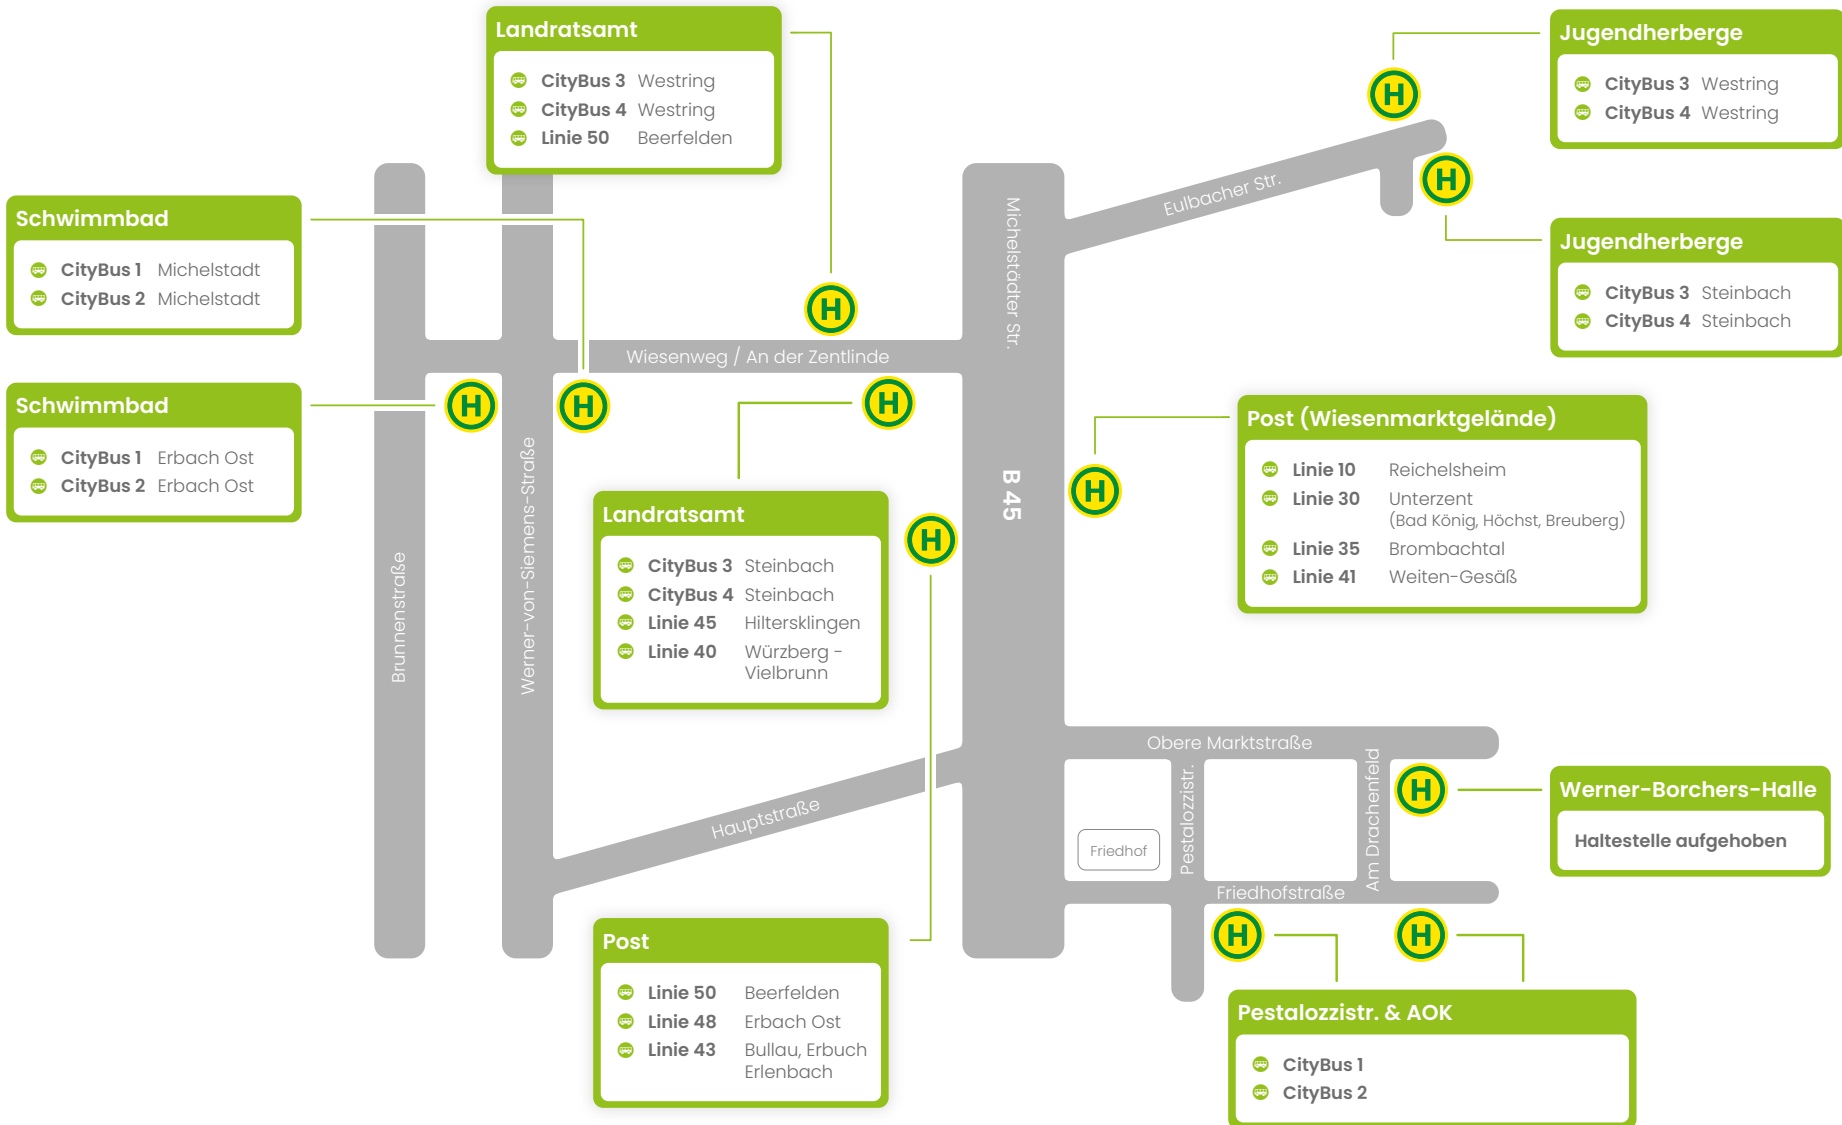 Landratsamt
CityBus 3 Westring
CityBus 4 Westring
Linie 50 Beerfelden
Jugendherberge
CityBus 3 Westring
CityBus 4 Westring
H
H
Eulbacher Str.
Michelstädter Str.
Schwimmbad
CityBus 1 Michelstadt
CityBus 2 Michelstadt
Jugendherberge
CityBus 3 Steinbach
CityBus 4 Steinbach
H
Wiesenweg / An der Zentlinde
Schwimmbad
CityBus 1 Erbach Ost
CityBus 2 Erbach Ost
H
H
H
Post (Wiesenmarktgelände)
Linie 10 Reichelsheim
Linie 30 Unterzent
(Bad König, Höchst, Breuberg)
Linie 35 Brombachtal
Linie 41 Weiten-Gesäß
H
B 45
Werner-von-Siemens-Straße
Brunnenstraße
Landratsamt
CityBus 3 Steinbach
CityBus 4 Steinbach
Linie 45 Hiltersklingen
Linie 40 Würzberg -
Vielbrunn
H
Obere Marktstraße
Hauptstraße
Pestalozzistr.
Am Drachenfeld
H
Werner-Borchers-Halle
Haltestelle aufgehoben
Friedhof
Friedhofstraße
H
H
Post
Linie 50 Beerfelden
Linie 48 Erbach Ost
Linie 43 Bullau, Erbuch
Erlenbach
Pestalozzistr. & AOK
CityBus 1
CityBus 2